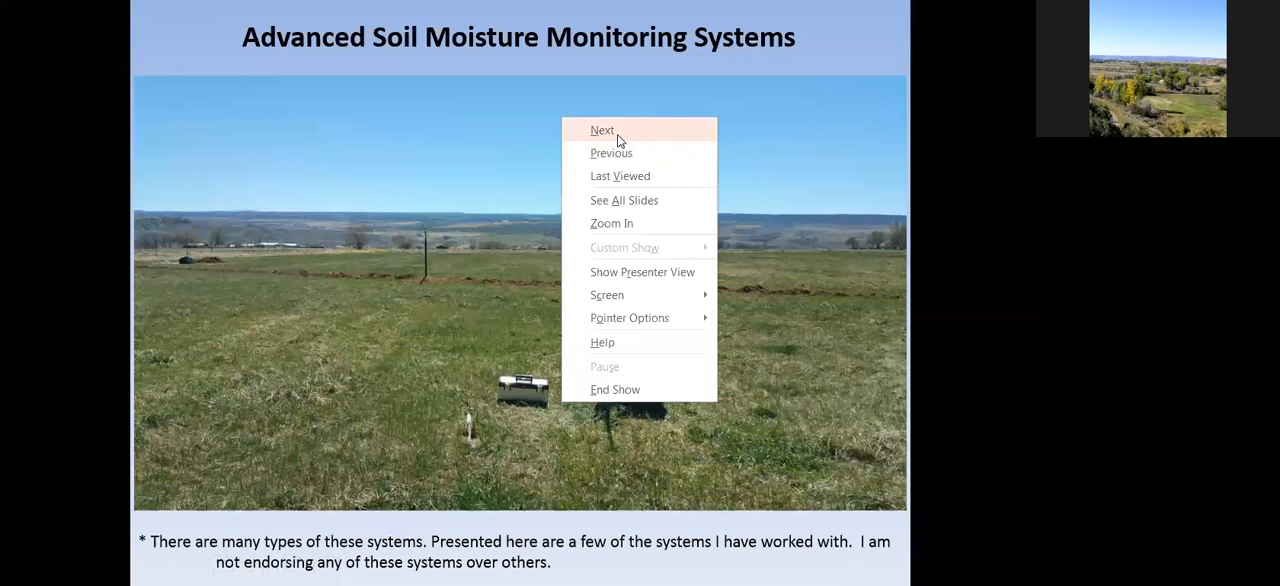 Advanced Soil Moisture Monitoring Systems
Next
Previous
Last Viewed
See All Slides
Zoom In
Custom Show
Show Presenter View
Screen
Pointer Options
Help
Pause
End Show
* There are many types of these systems. Presented here are a few of the systems I have worked with.  I am
not endorsing any of these systems over others.